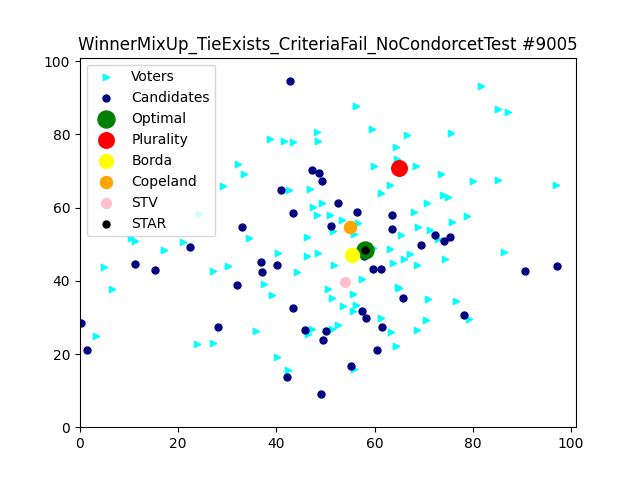 WinnerMixUp_TieExists_CriteriaFail_NoCondorcetTest #9005
100
80
60
40
20
0
Voters
Candidates
Optimal
Plurality
Borda
Copeland
STV
STAR
0 20 40 60 80 100